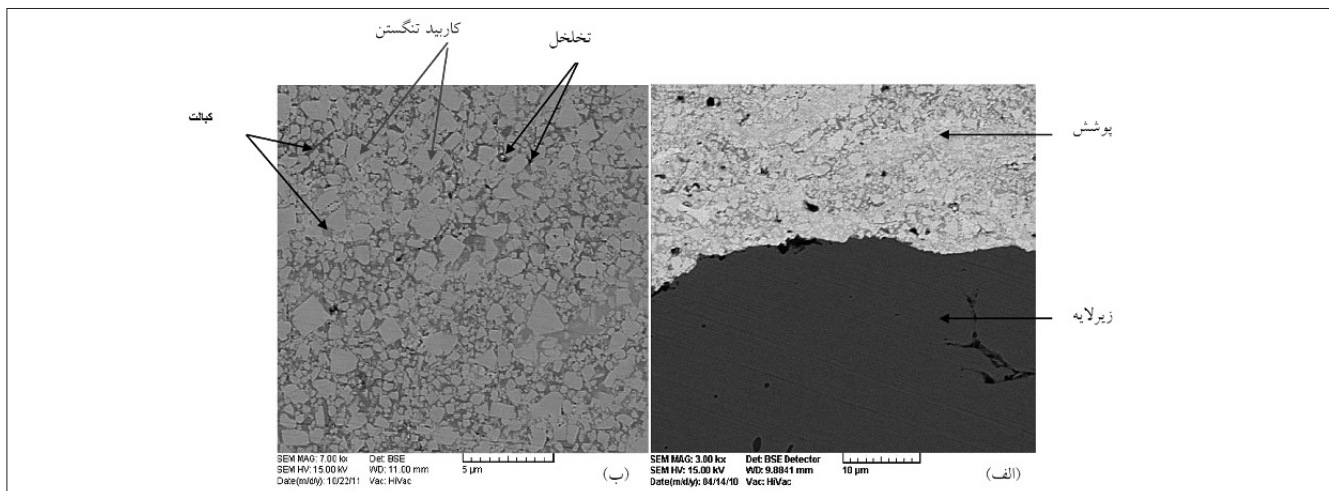 کاربید تنگستن
تخلخل
کبالت
پوشش
زیرلایه
SEM MAG: 7.00 kx Det: BSE
SEM HV: 15.00 kV WD: 11.00 mm
Date(m/d/y): 10/22/11 Vac: HiVac
5 µm
(ب)
SEM MAG: 3.00 kx Det: BSE Detector
SEM HV: 15.00 kV WD: 9.8841 mm
Date(m/d/y): 04/14/10 Vac: HiVac
10 µm
(الف)